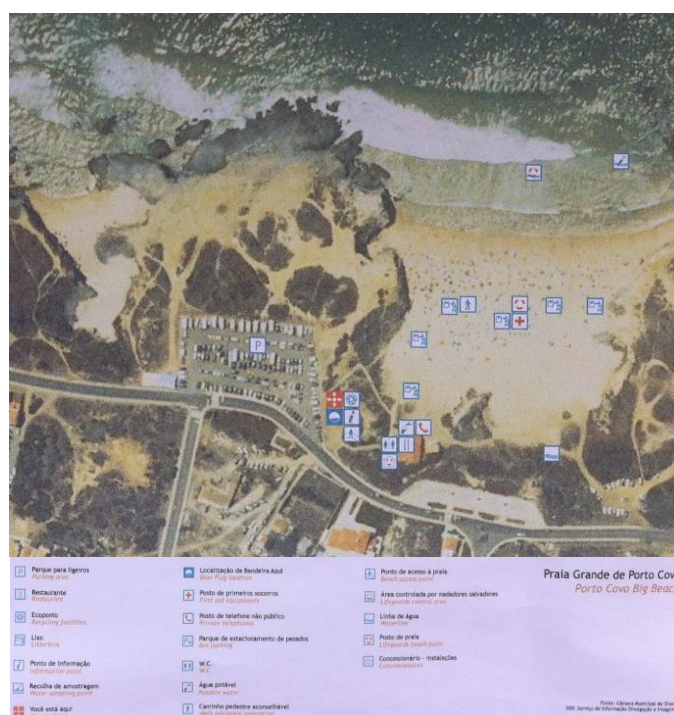 P
Parque para ligeiros
Parking area
Restaurante
Restaurant
Ecoponto
Recycling facilities
Lixo
Litterbins
Ponto de informação
Information point
Recolha de amostragem
Water sampling point
Você está aqui
Localização da Bandeira Azul
Blue Flag location
Posto de primeiros socorros
First aid equipments
Posto de telefone não público
Private telephones
Parque de estacionamento de pesados
Bus parking
W.C.
W.C.
Água potável
Potable water
Caminho pedestre aconselhável
Ponto de acesso à praia
Beach access point
Área controlada por nadadores salvadores
Lifeguards control area
Linha de água
Waterline
Posto de praia
Lifeguards beach point
Concessionário - instalações
Concessionaires
Praia Grande de Porto Cov
Porto Covo Big Beac
Fonte: Câmara Municipal de Sine